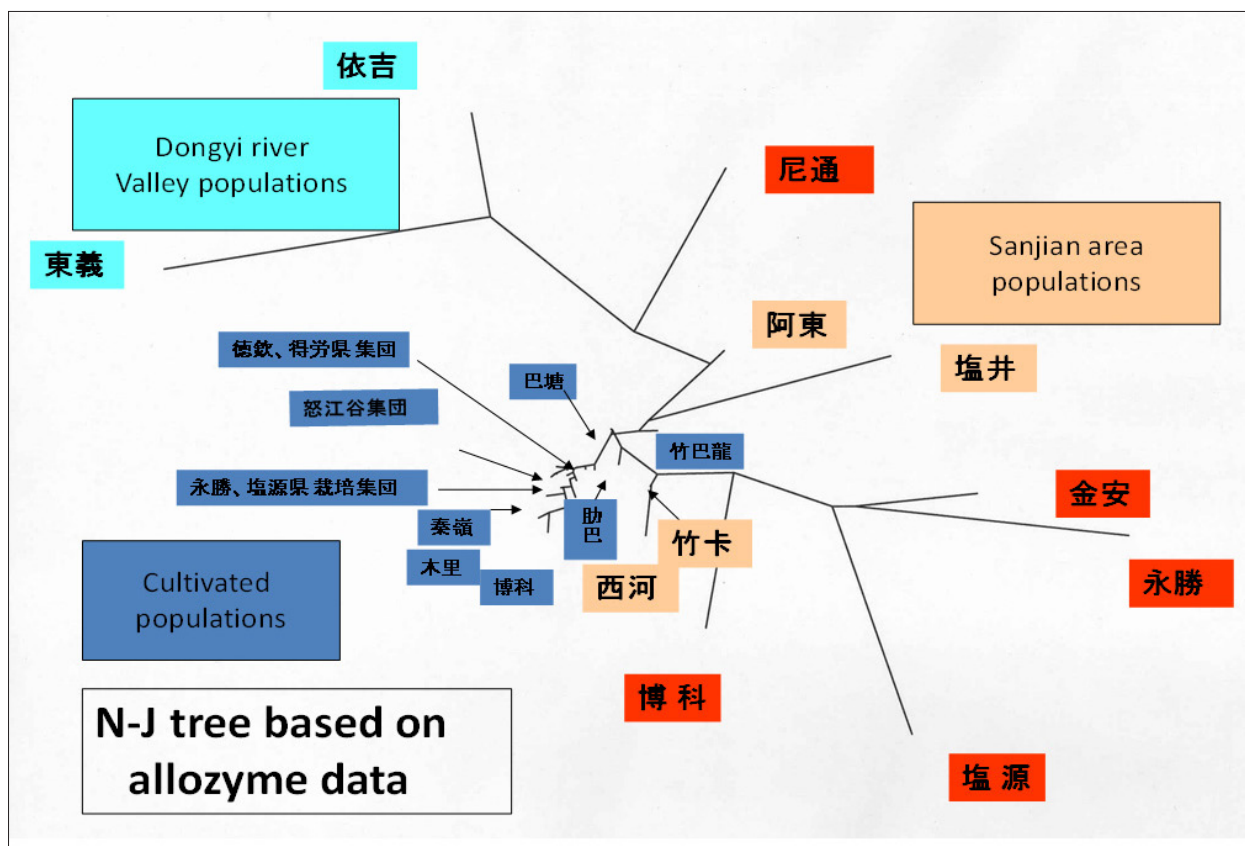 依吉
Dongyi river
Valley populations
尼通
東義
Sanjian area
populations
阿東
塩井
徳欽、得労県 集団
巴塘
怒江谷集団
竹巴龍
永勝、塩源県 栽培集団
金安
秦嶺
助巴
竹卡
木里
博科
西河
永勝
Cultivated
populations
博科
N-J tree based on
allozyme data
塩源